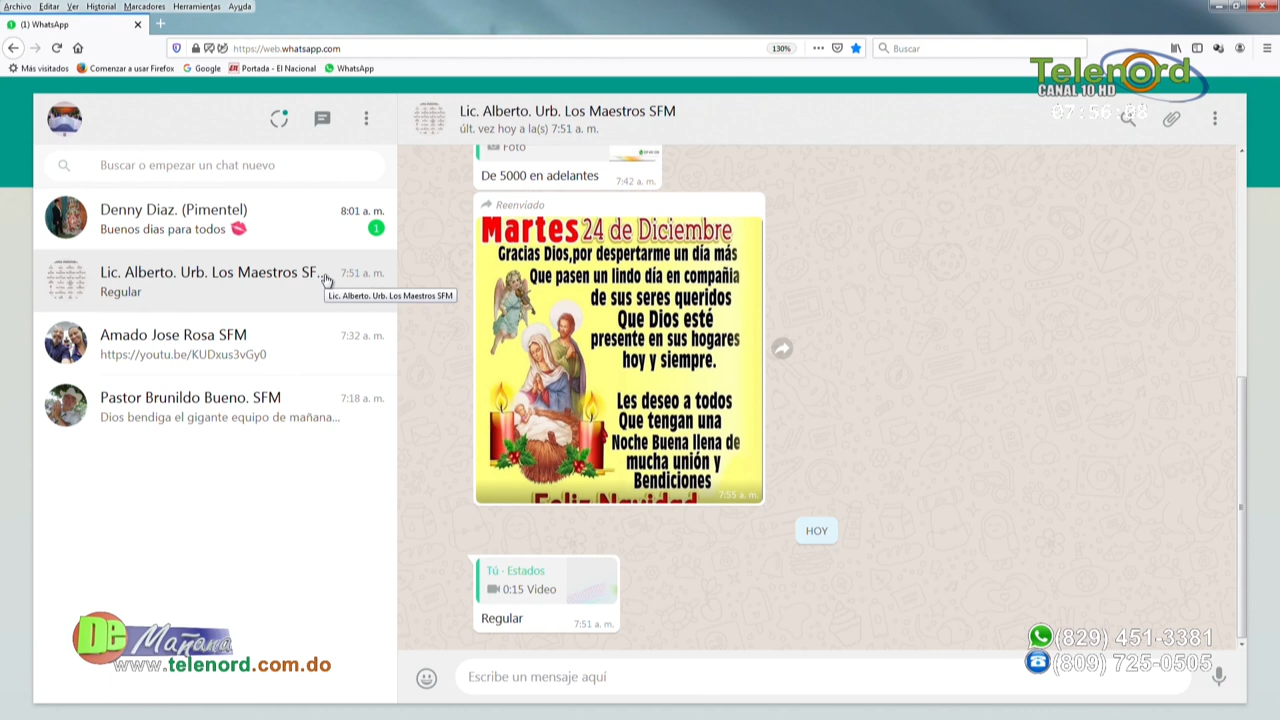 Archivo Editar Ver Historial Marcadores Herramientas Ayuda
(1) WhatsApp
https://web.whatsapp.com
130%
Buscar
Más visitados Comenzar a usar Firefox Google Portada - El Nacional WhatsApp
Telenord
CANAL 10.HD
Lic. Alberto. Urb. Los Maestros SFM
últ. vez hoy a la(s) 7:51 a. m.
Buscar o empezar un chat nuevo
Denny Diaz. (Pimentel)
8:01 a. m.
Buenos dias para todos
1
Lic. Alberto. Urb. Los Maestros SF...
7:51 a. m.
Regular
Lic. Alberto. Urb. Los Maestros SFM
Amado Jose Rosa SFM
7:32 a. m.
https://youtu.be/KUDxus3vGy0
Pastor Brunildo Bueno. SFM
7:18 a. m.
Dios bendiga el gigante equipo de mañana...
Foto
De 5000 en adelantes
7:42 a. m.
Reenviado
Martes 24 de Diciembre
Gracias Dios,por despertarme un día más
Que pasen un lindo día en compañia
de sus seres queridos
Que Dios esté
presente en sus hogares
hoy y siempre.
Les deseo a todos
Que tengan una
Noche Buena llena de
mucha unión y
Bendiciones
Feliz Navidad
7:55 a. m.
HOY
Tú · Estados
0:15 Video
Regular
7:51 a. m.
Escribe un mensaje aquí
De Mañana
www.telenord.com.do
(829) 451-3381
(809) 725-0505